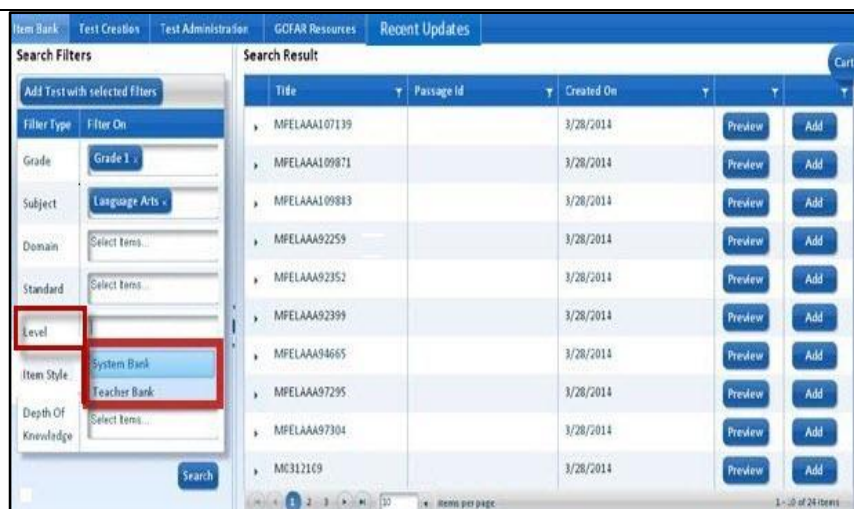 Item Bank Test Creation Test Administration GOFAR Resources Recent Updates
Search Filters
Add Test with selected filters
Filter Type Filter On
Grade Grade 1 x
Subject Language Arts x
Domain Select items...
Standard Select items...
Level
System Bank
Teacher Bank
Item Style
Depth Of
Knowledge
Select items...
Search
Search Result
Cart
Title Passage Id Created On
MFELAAA107139 3/28/2014 Preview Add
MFELAAA109871 3/28/2014 Preview Add
MFELAAA109883 3/28/2014 Preview Add
MFELAAA92259 3/28/2014 Preview Add
MFELAAA92352 3/28/2014 Preview Add
MFELAAA92399 3/28/2014 Preview Add
MFELAAA94665 3/28/2014 Preview Add
MFELAAA97295 3/28/2014 Preview Add
MFELAAA97304 3/28/2014 Preview Add
MC312109 3/28/2014 Preview Add
1 2 3 10 items per page 1 - 10 of 24 items